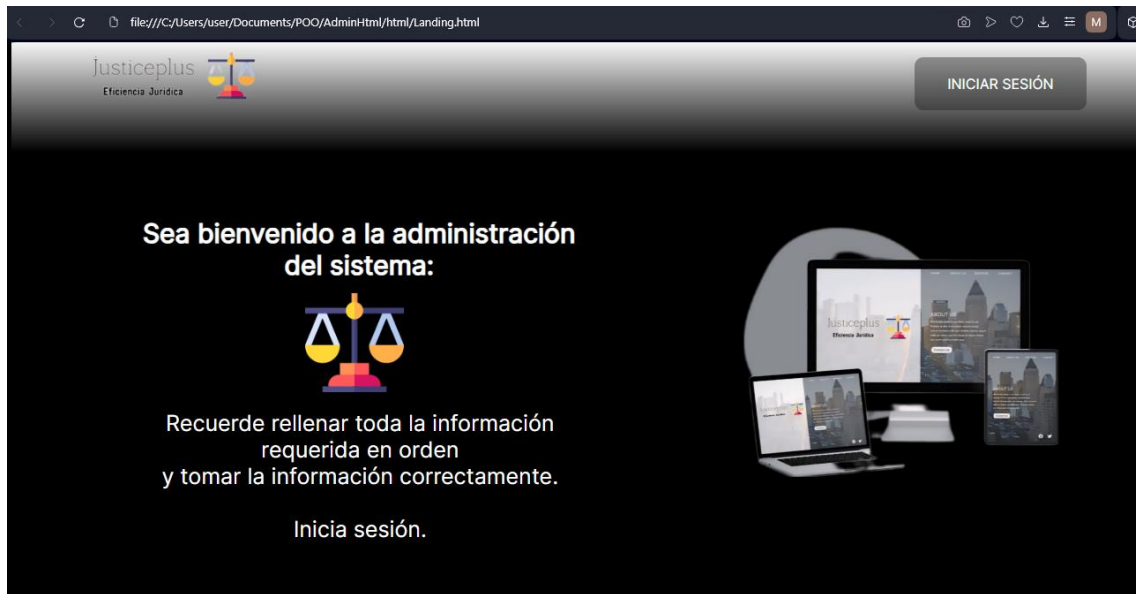 file:///C:/Users/user/Documents/POO/AdminHtml/html/Landing.html
M
Justiceplus
Eficiencia Juridica
INICIAR SESIÓN
Sea bienvenido a la administración
del sistema:
Recuerde rellenar toda la información
requerida en orden
y tomar la información correctamente.
Inicia sesión.
Justiceplus
Eficiencia Juridica
ABOUT US